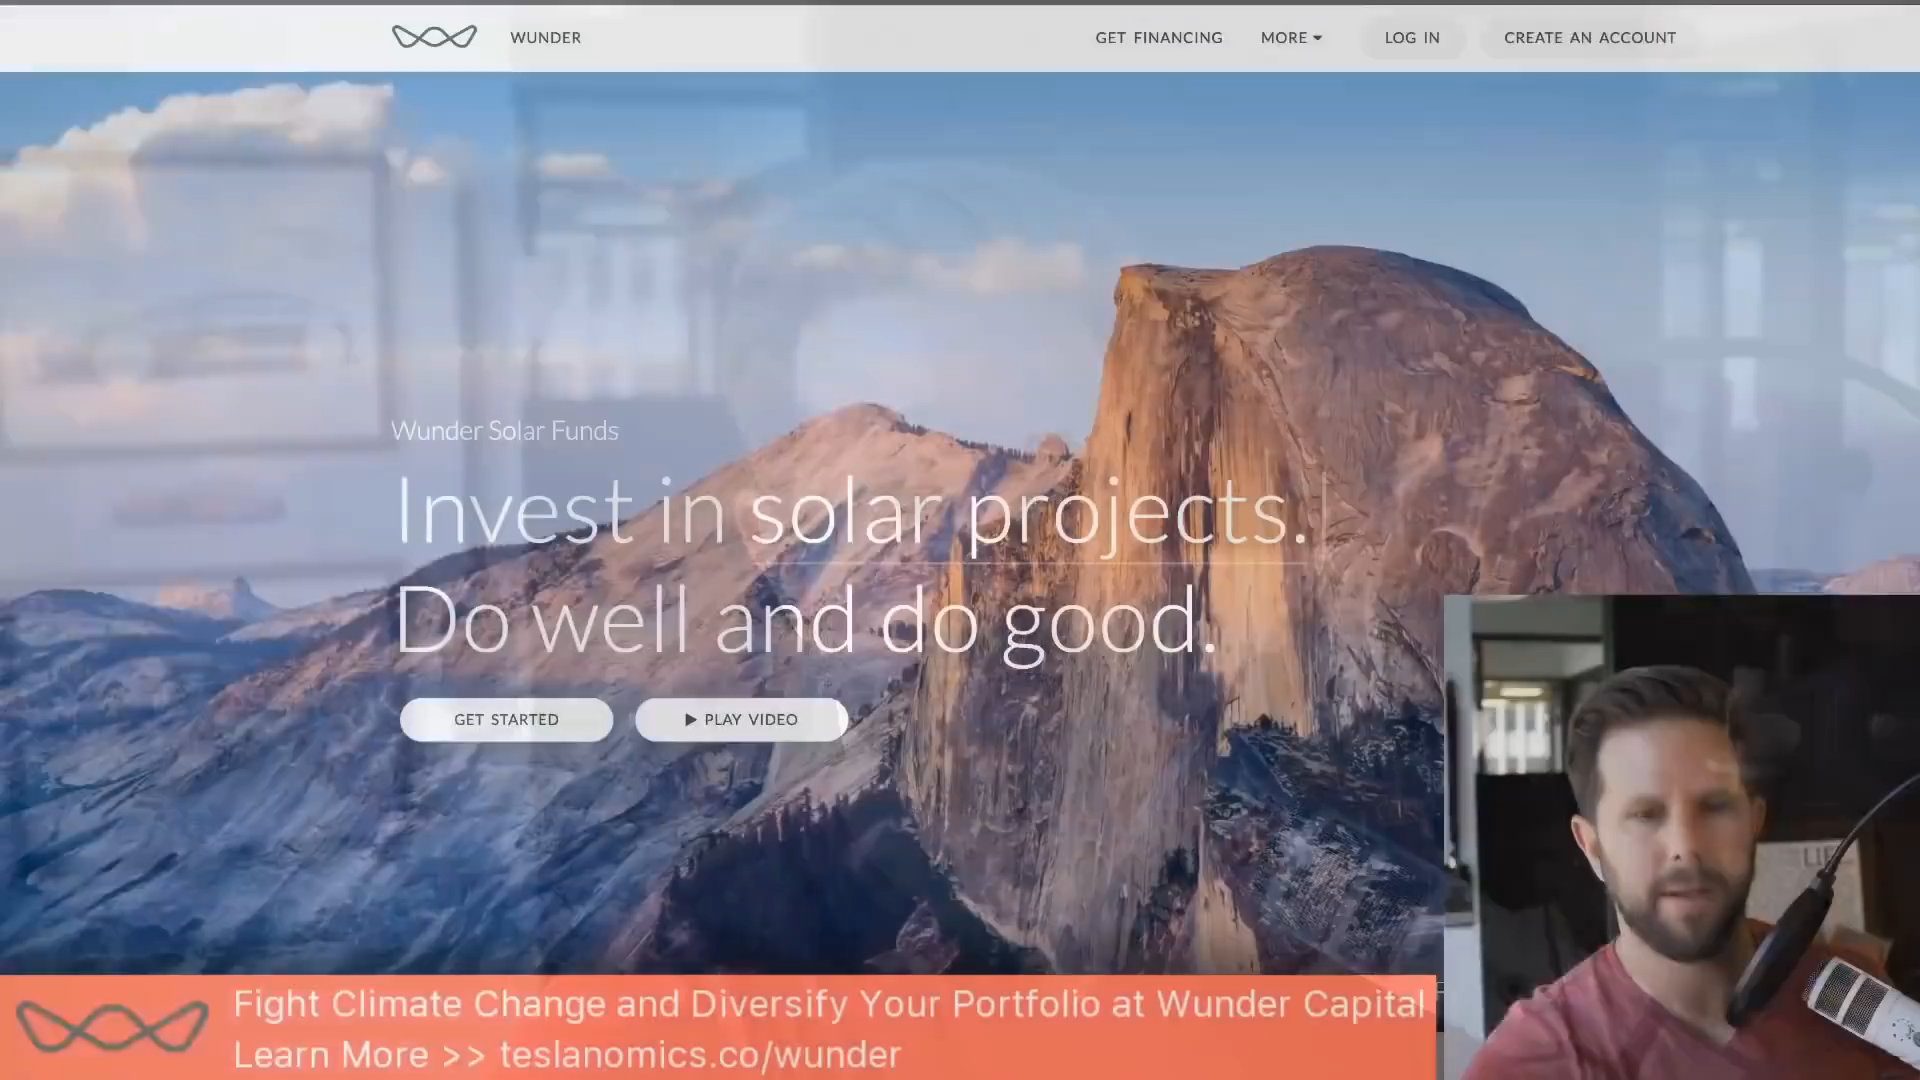 WUNDER
GET FINANCING
MORE
LOG IN
CREATE AN ACCOUNT
Wunder Solar Funds
Invest in solar projects.
Do well and do good.
GET STARTED
PLAY VIDEO
Fight Climate Change and Diversify Your Portfolio at Wunder Capital
Learn More >> teslanomics.co/wunder